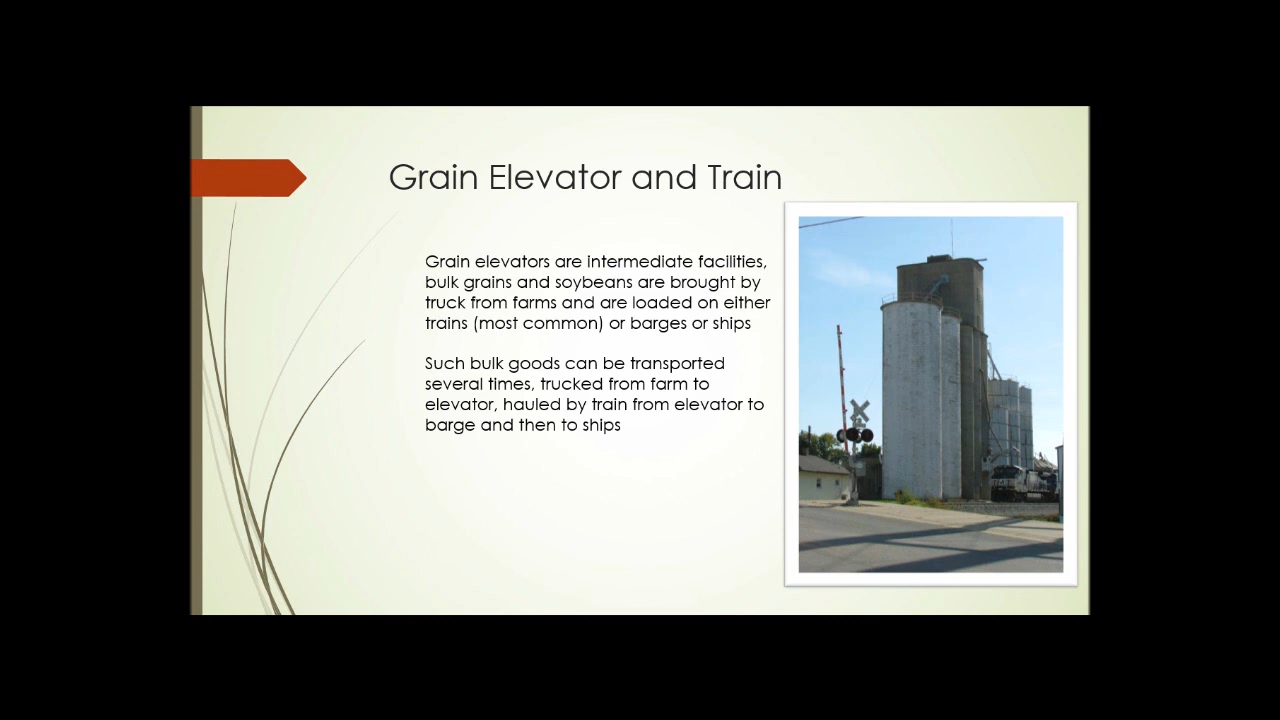 Grain Elevator and Train
Grain elevators are intermediate facilities,
bulk grains and soybeans are brought by
truck from farms and are loaded on either
trains (most common) or barges or ships
Such bulk goods can be transported
several times, trucked from farm to
elevator, hauled by train from elevator to
barge and then to ships